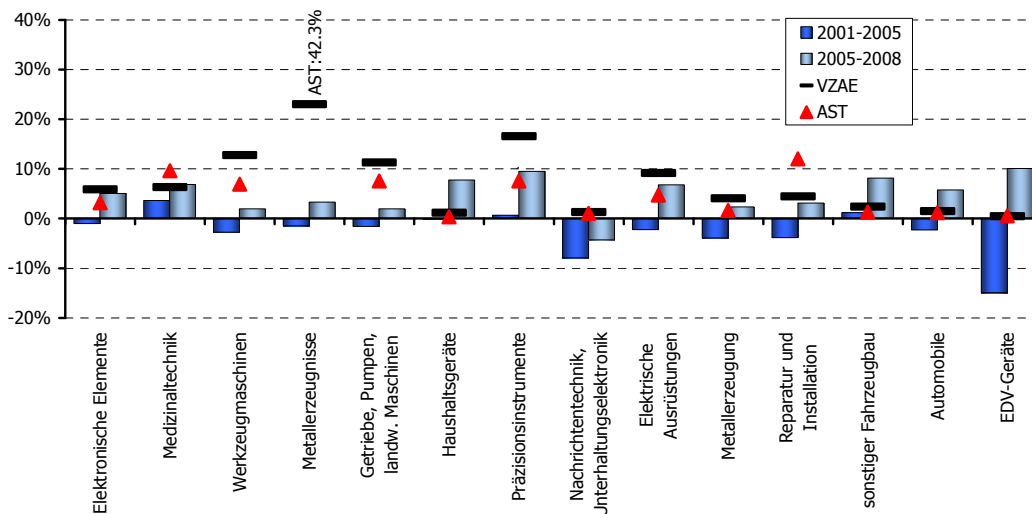 40%
30%
20%
10%
0%
-10%
-20%
AST:42.3%
2001-2005
2005-2008
VZAE
AST
Elektronische Elemente
Medizinaltechnik
Werkzeugmaschinen
Metallerzeugnisse
Getriebe, Pumpen,
landw. Maschinen
Haushaltsgeräte
Präzisionsinstrumente
Nachrichtentechnik,
Unterhaltungselektronik
Elektrische
Ausrüstungen
Metallerzeugung
Reparatur und
Installation
sonstiger Fahrzeugbau
Automobile
EDV-Geräte